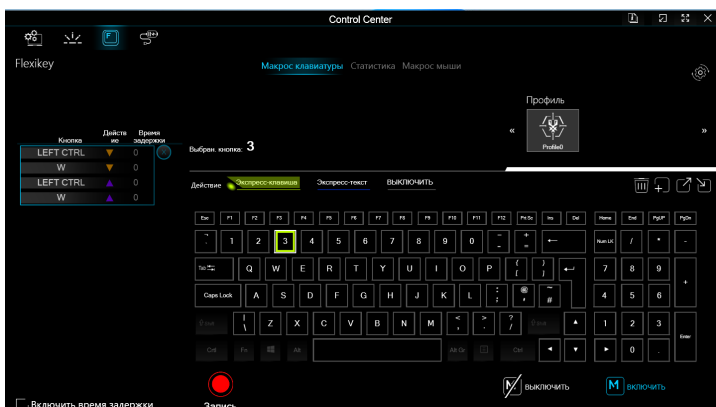 Control Center
Flexikey
Макрос клавиатуры Статистика Макрос мыши
Профиль
Profile0
Кнопка Действ ие Время задержки
LEFT CTRL 0
W 0
LEFT CTRL 0
W 0
Выбран. кнопка: 3
Действие Экспресс-клавиша Экспресс-текст ВЫКЛЮЧИТЬ
Esc F1 F2 F3 F4 F5 F6 F7 F8 F9 F10 F11 F12 Prt Sc Ins Del Home End PgUP PgDn
1 2 3 4 5 6 7 8 9 0 - _ + = ← Num LK / * -
Tab Q W E R T Y U I O P { [ } ] 7 8 9 +
Caps Lock A S D F G H J K L : ; @ ' ~ # 4 5 6
| \ Z X C V B N M < , > . ? / 1 2 3 Enter
Ctrl Fn Alt Alt Gr Ctrl 0 .
Запись
ВЫКЛЮЧИТЬ
ВКЛЮЧИТЬ
Включить время задержки